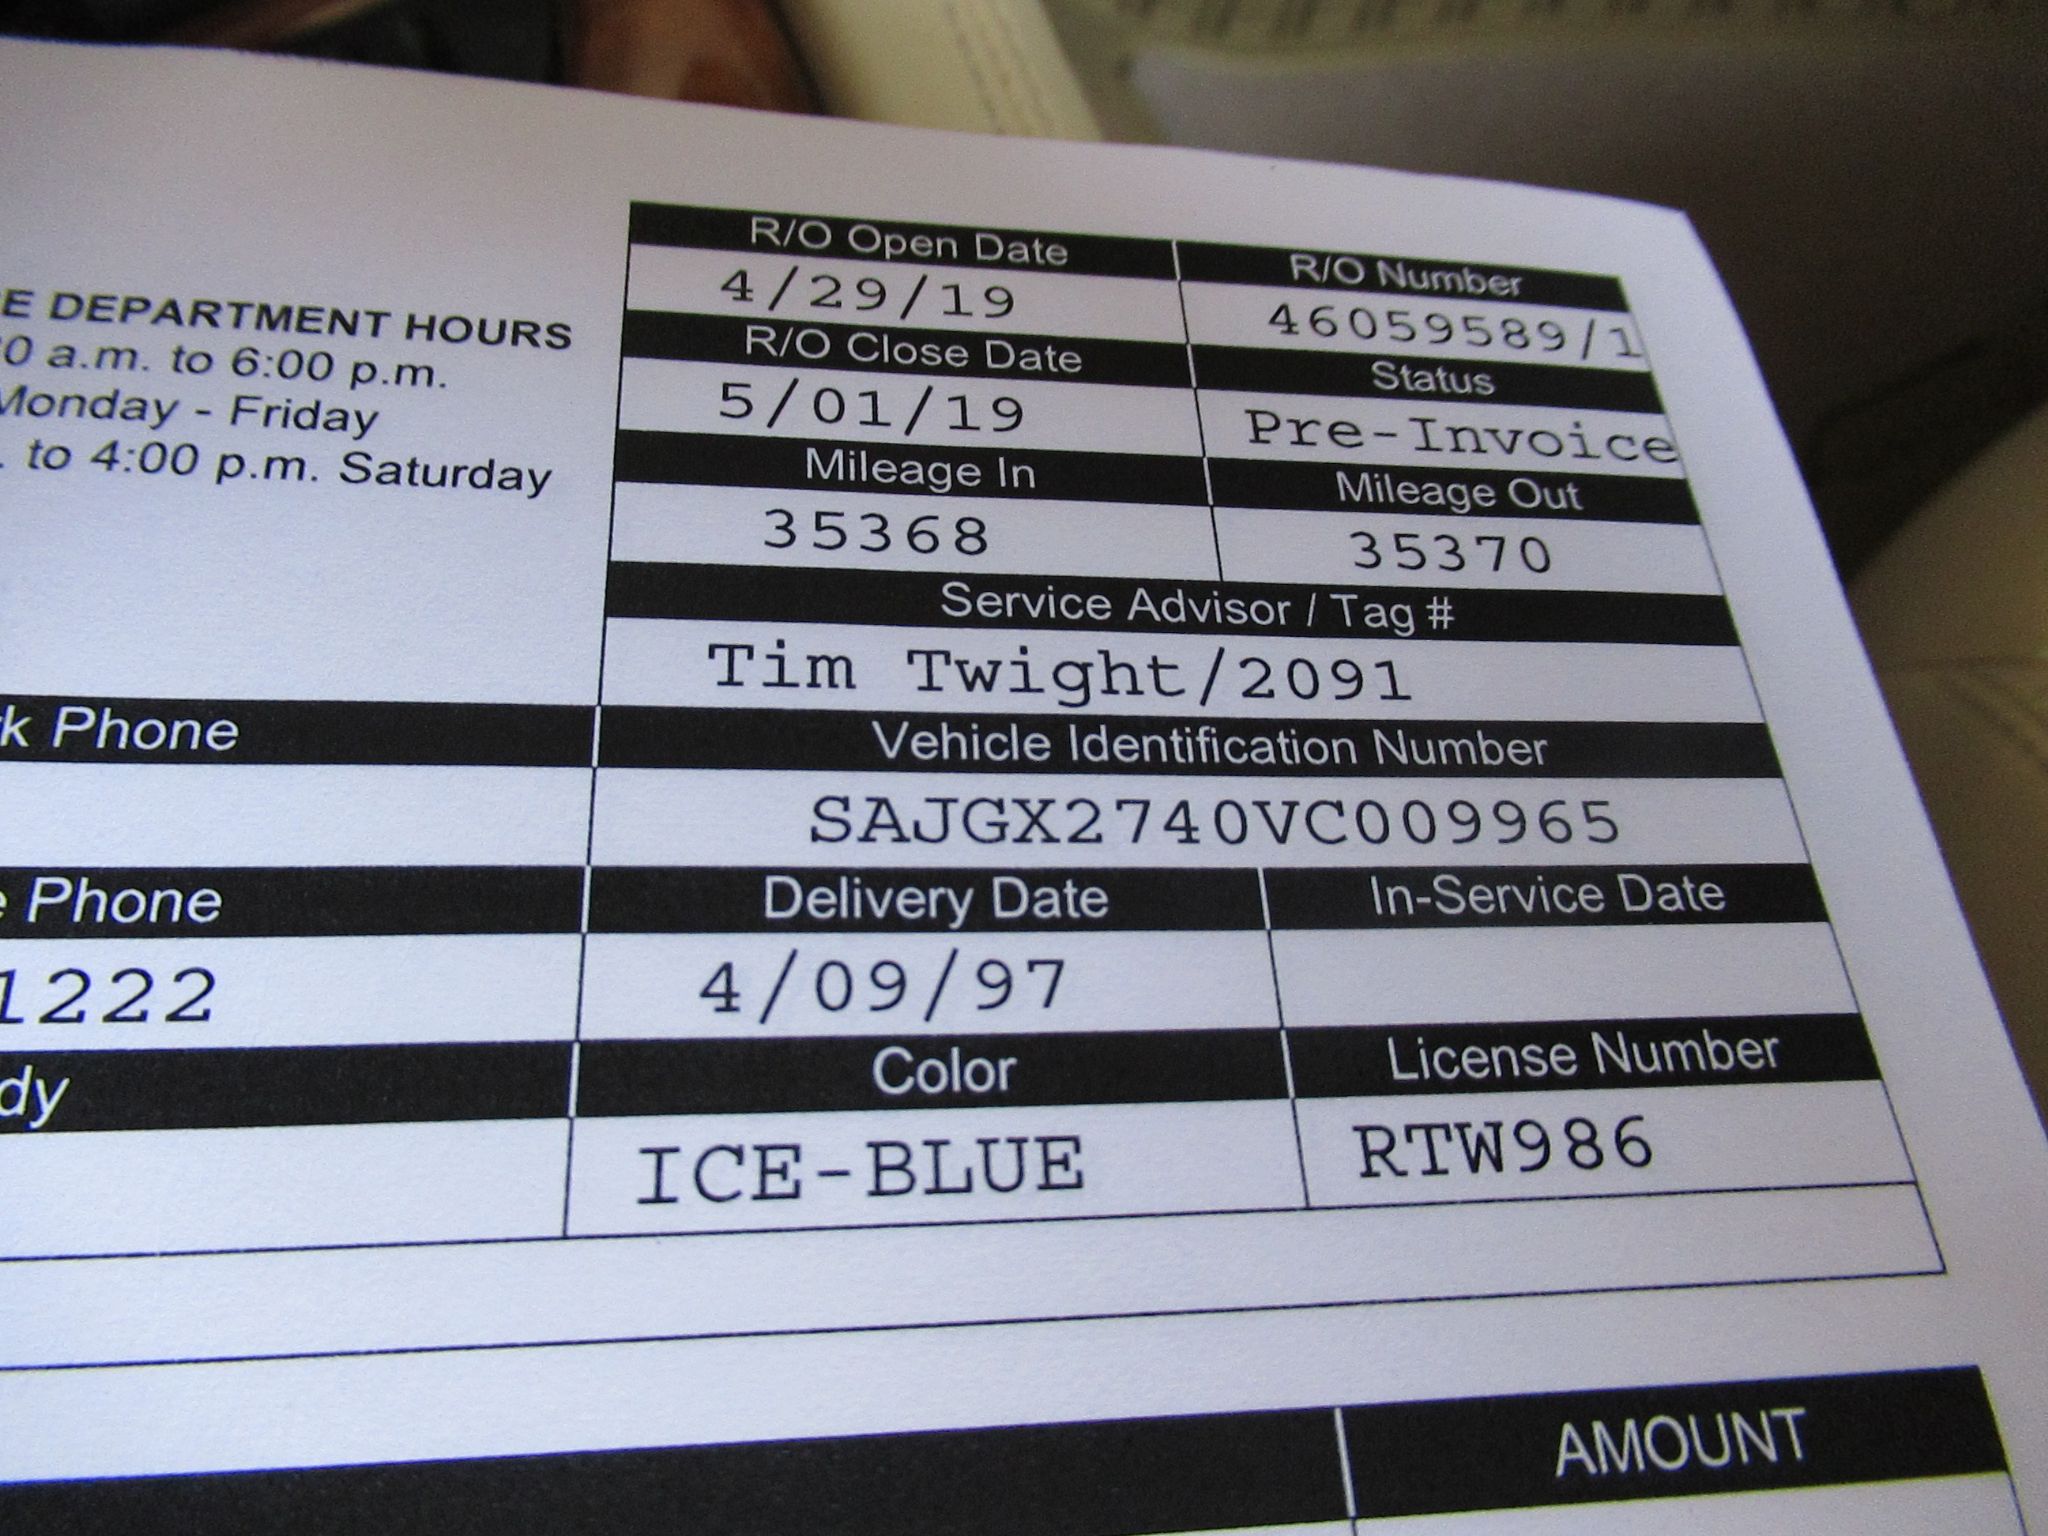 R/O Open Date R/O Number
4/29/19 46059589/1
R/O Close Date Status
5/01/19 Pre-Invoice
Mileage In Mileage Out
35368 35370
Service Advisor / Tag #
Tim Twight/2091
E DEPARTMENT HOURS
0 a.m. to 6:00 p.m.
Monday - Friday
. to 4:00 p.m. Saturday
k Phone Vehicle Identification Number
SAJGX2740VC009965
e Phone Delivery Date In-Service Date
1222 4/09/97
dy Color License Number
ICE-BLUE RTW986
AMOUNT